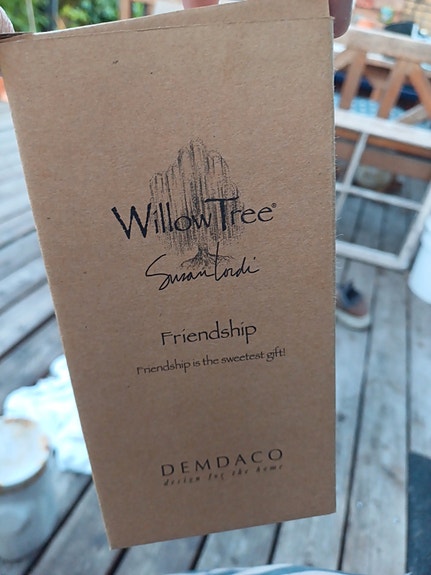 WillowTree®
Susan Lordi
Friendship
Friendship is the sweetest gift!
DEMDACO
design for the home